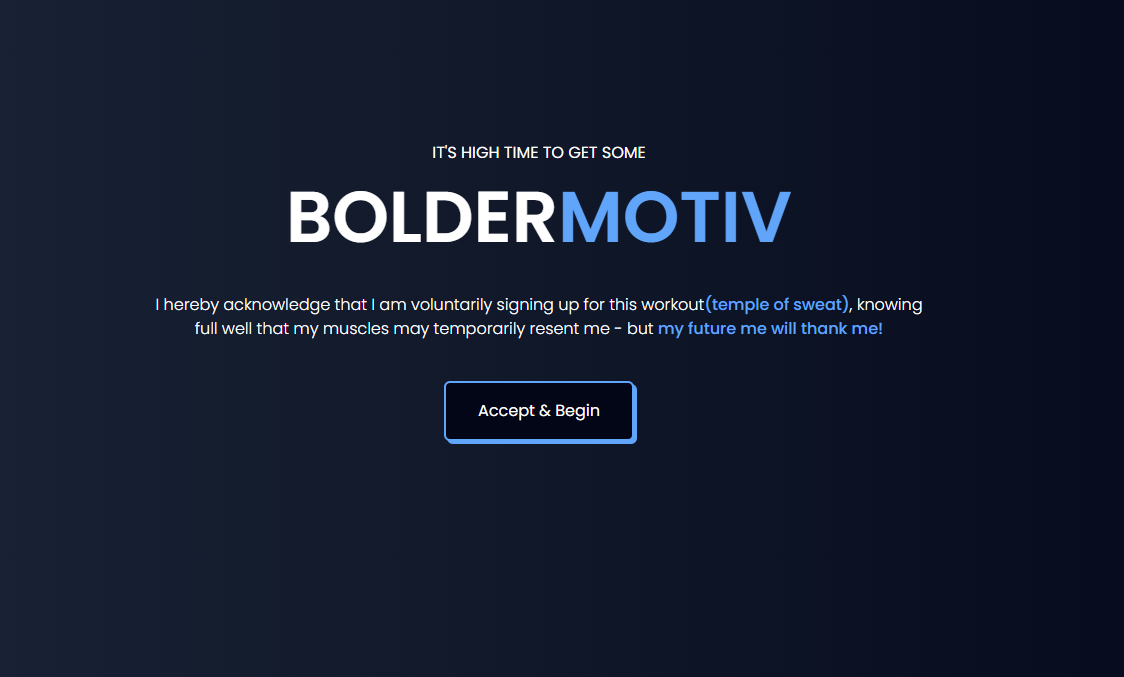 IT'S HIGH TIME TO GET SOME
BOLDERMOTIV
I hereby acknowledge that I am voluntarily signing up for this workout(temple of sweat), knowing
full well that my muscles may temporarily resent me - but my future me will thank me!
Accept & Begin